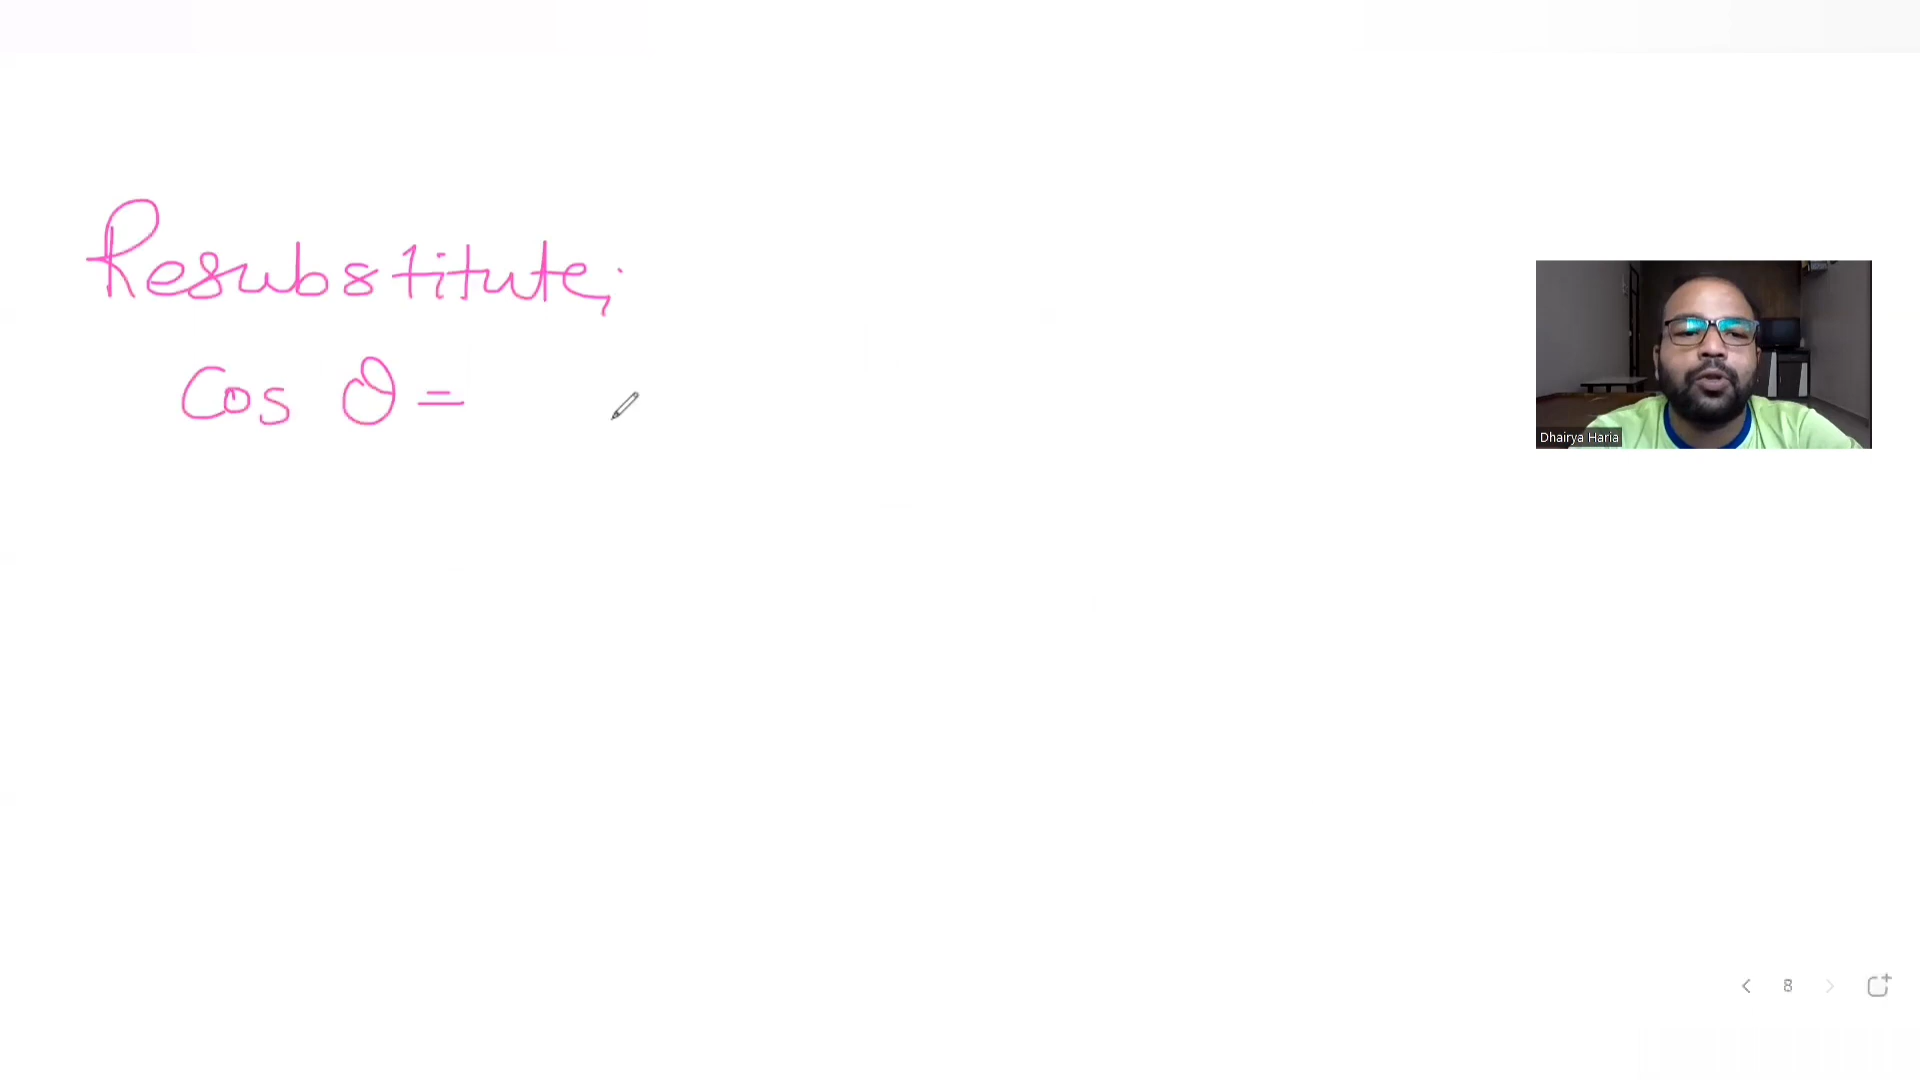 Resubstitute,
Cos θ =
Dhairya Haria
8